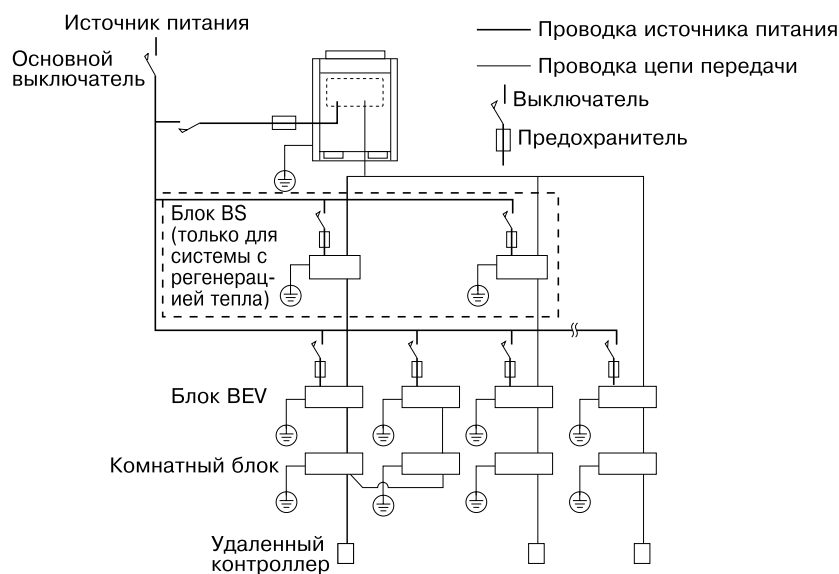 Источник питания
Основной
выключатель
Проводка источника питания
Проводка цепи передачи
Выключатель
Предохранитель
Блок BS
(только для
системы с
регенерац-
ией тепла)
Блок BEV
Комнатный блок
Удаленный
контроллер